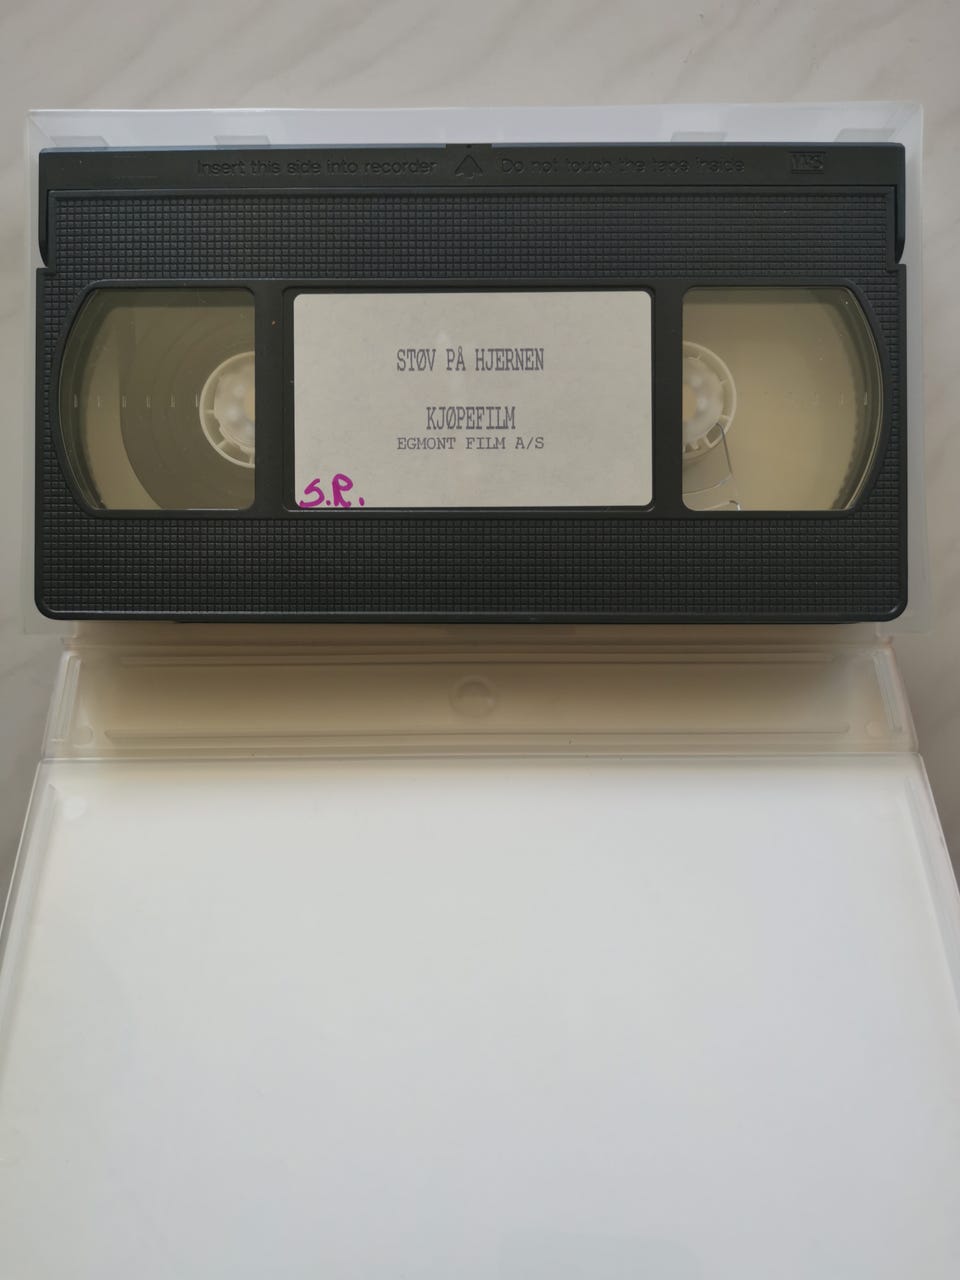 Insert this side into recorder Do not touch the tape inside VHS
STØV PÅ HJERNEN
KJØPEFILM
EGMONT FILM A/S
S.R.